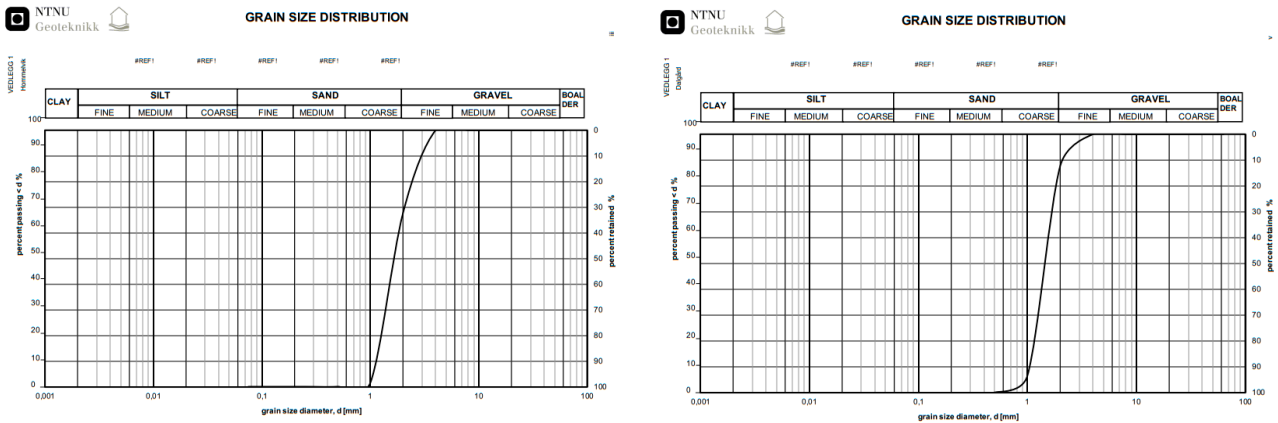 NTNU
Geoteknikk
GRAIN SIZE DISTRIBUTION
VEDLEGG 1
Hommelvik
#REF! #REF! #REF! #REF! #REF!
CLAY SILT SAND GRAVEL BOAL DER
FINE MEDIUM COARSE FINE MEDIUM COARSE FINE MEDIUM COARSE
percent passing < d %
100
90
80
70
60
50
40
30
20
10
0
percent retained %
0
10
20
30
40
50
60
70
80
90
100
0,001 0,01 0,1 1 10 100
grain size diameter, d [mm]
NTNU
Geoteknikk
GRAIN SIZE DISTRIBUTION
VEDLEGG 1
Dalgård
#REF! #REF! #REF! #REF! #REF!
CLAY SILT SAND GRAVEL BOAL DER
FINE MEDIUM COARSE FINE MEDIUM COARSE FINE MEDIUM COARSE
percent passing < d %
100
90
80
70
60
50
40
30
20
10
0
percent retained %
0
10
20
30
40
50
60
70
80
90
100
0,001 0,01 0,1 1 10 100
grain size diameter, d [mm]